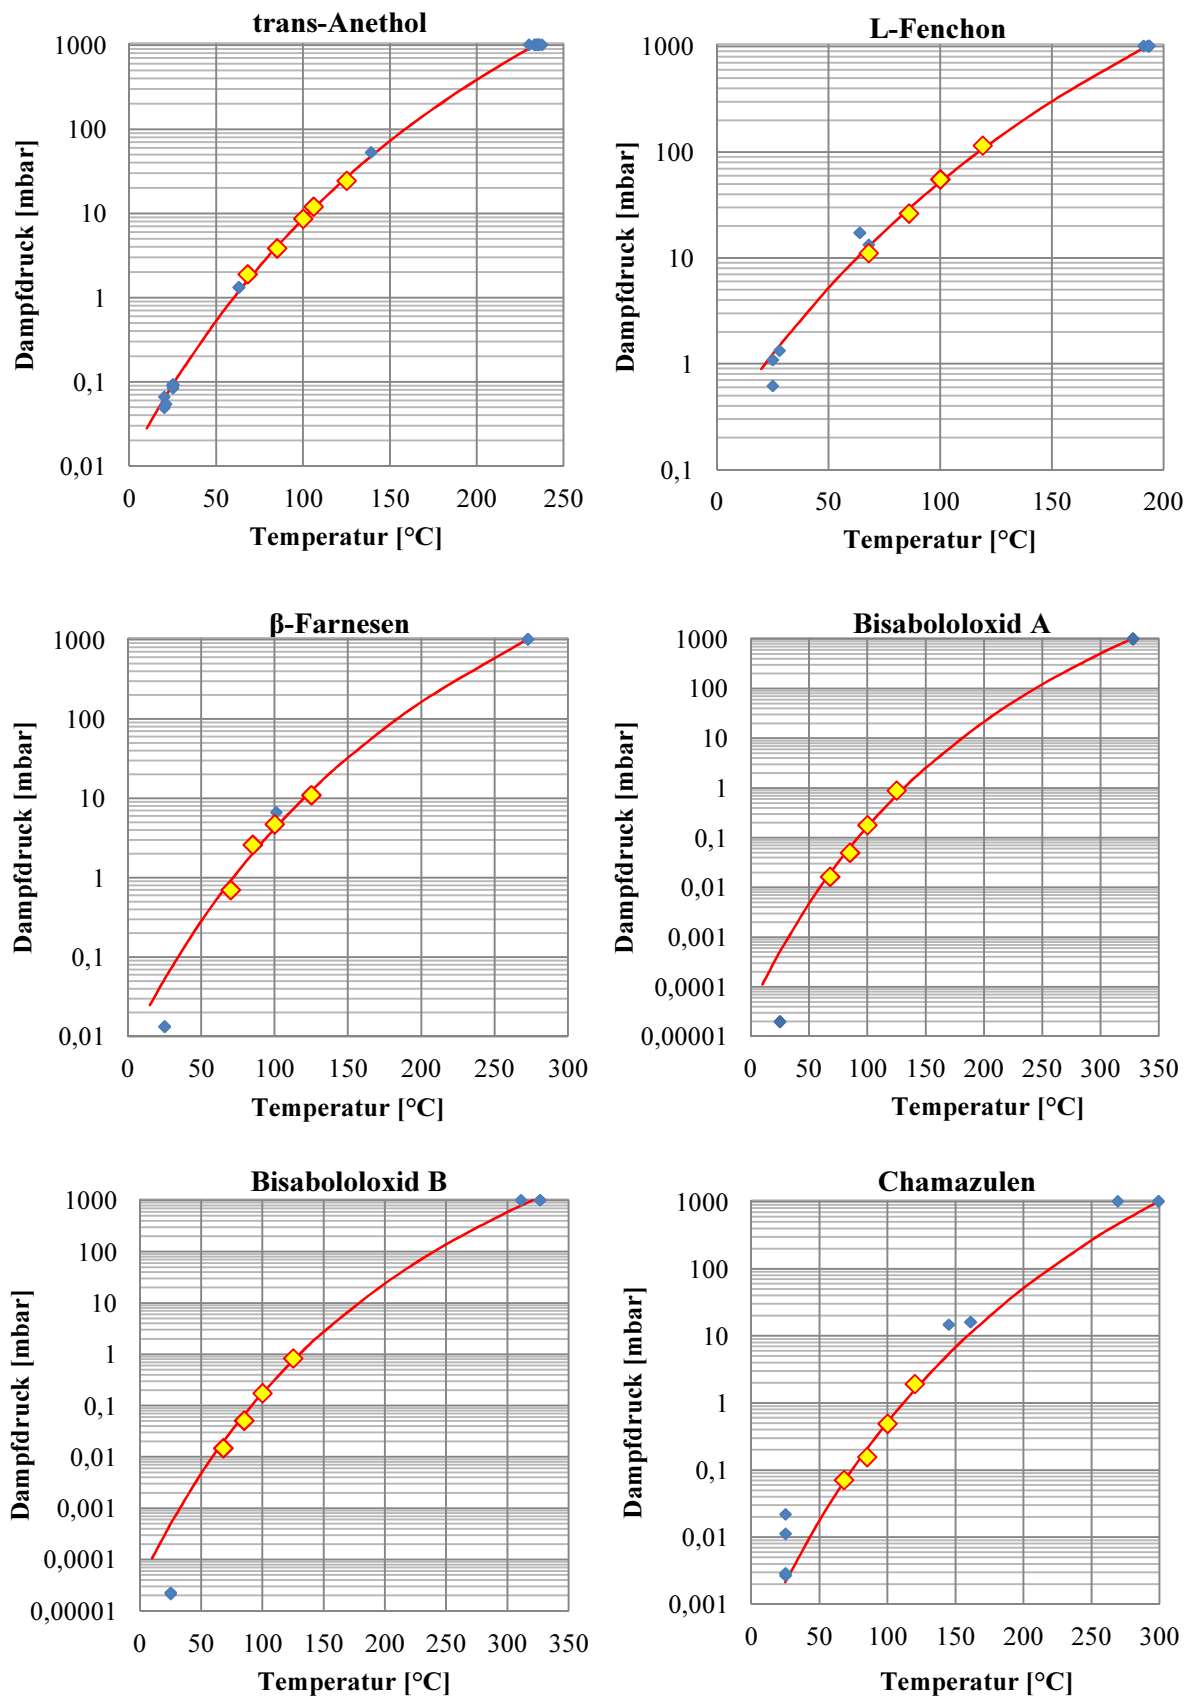 trans-Anethol
1000
100
10
1
0,1
0,01
0 50 100 150 200 250
Dampfdruck [mbar]
Temperatur [°C]
L-Fenchon
1000
100
10
1
0,1
0 50 100 150 200
Dampfdruck [mbar]
Temperatur [°C]
β-Farnesen
1000
100
10
1
0,1
0,01
0 50 100 150 200 250 300
Dampfdruck [mbar]
Temperatur [°C]
Bisabololoxid A
1000
100
10
1
0,1
0,01
0,001
0,0001
0,00001
0 50 100 150 200 250 300 350
Dampfdruck [mbar]
Temperatur [°C]
Bisabololoxid B
1000
100
10
1
0,1
0,01
0,001
0,0001
0,00001
0 50 100 150 200 250 300 350
Dampfdruck [mbar]
Temperatur [°C]
Chamazulen
1000
100
10
1
0,1
0,01
0,001
0 50 100 150 200 250 300
Dampfdruck [mbar]
Temperatur [°C]